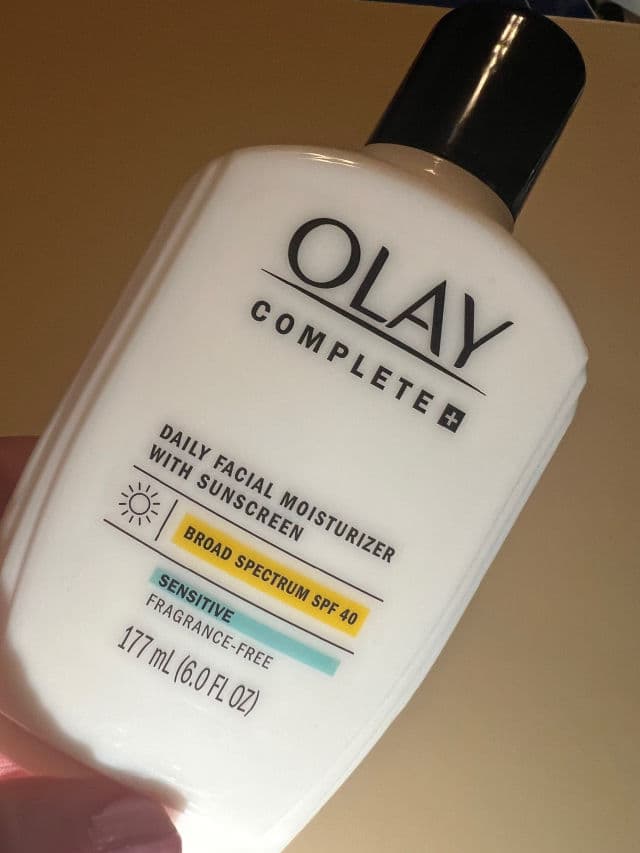 OLAY
COMPLETE+
DAILY FACIAL MOISTURIZER
WITH SUNSCREEN
BROAD SPECTRUM SPF 40
SENSITIVE
FRAGRANCE-FREE
177 mL (6.0 FL OZ)